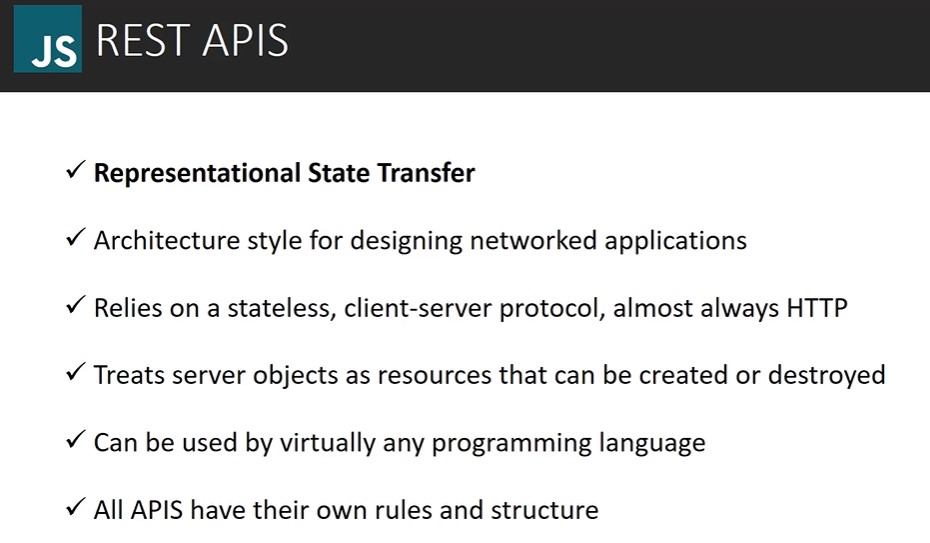 JS REST APIS
✓ Representational State Transfer
✓ Architecture style for designing networked applications
✓ Relies on a stateless, client-server protocol, almost always HTTP
✓ Treats server objects as resources that can be created or destroyed
✓ Can be used by virtually any programming language
✓ All APIS have their own rules and structure